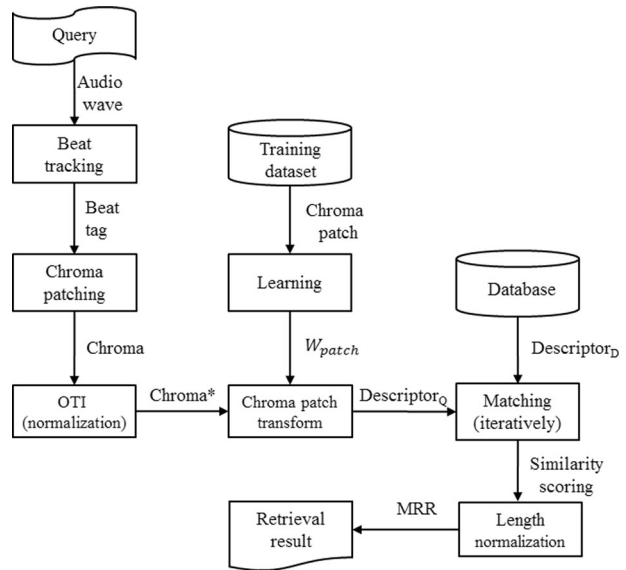 Query
Audio
wave
Beat
tracking
Training
dataset
Beat
tag
Chroma
patch
Chroma
patching
Learning
Database
Chroma
W_patch
Descriptor_D
OTI
(normalization)
Chroma*
Chroma patch
transform
Descriptor_Q
Matching
(iteratively)
Similarity
scoring
Retrieval
result
MRR
Length
normalization